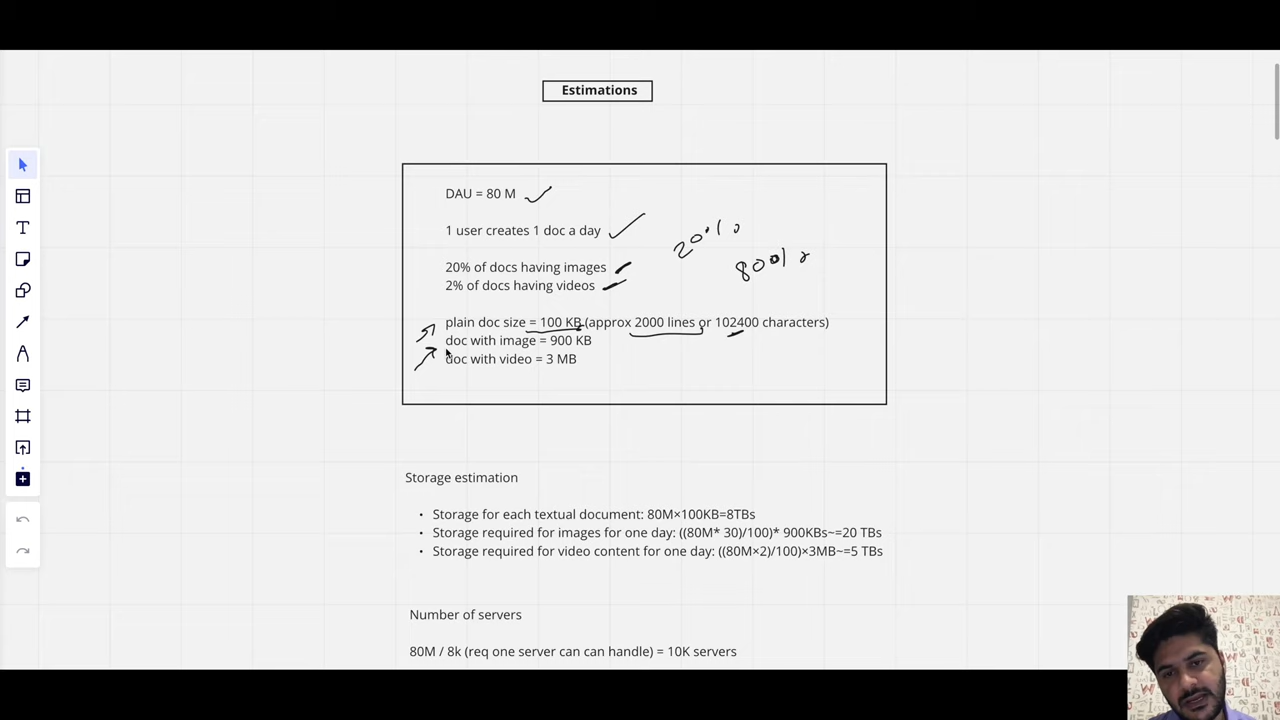 Estimations
DAU = 80 M
1 user creates 1 doc a day
20%
20% of docs having images
80%
2% of docs having videos
plain doc size = 100 KB (approx 2000 lines or 102400 characters)
doc with image = 900 KB
doc with video = 3 MB
Storage estimation
• Storage for each textual document: 80M×100KB=8TBs
• Storage required for images for one day: ((80M* 30)/100)* 900KBs~=20 TBs
• Storage required for video content for one day: ((80M×2)/100)×3MB~=5 TBs
Number of servers
80M / 8k (req one server can can handle) = 10K servers